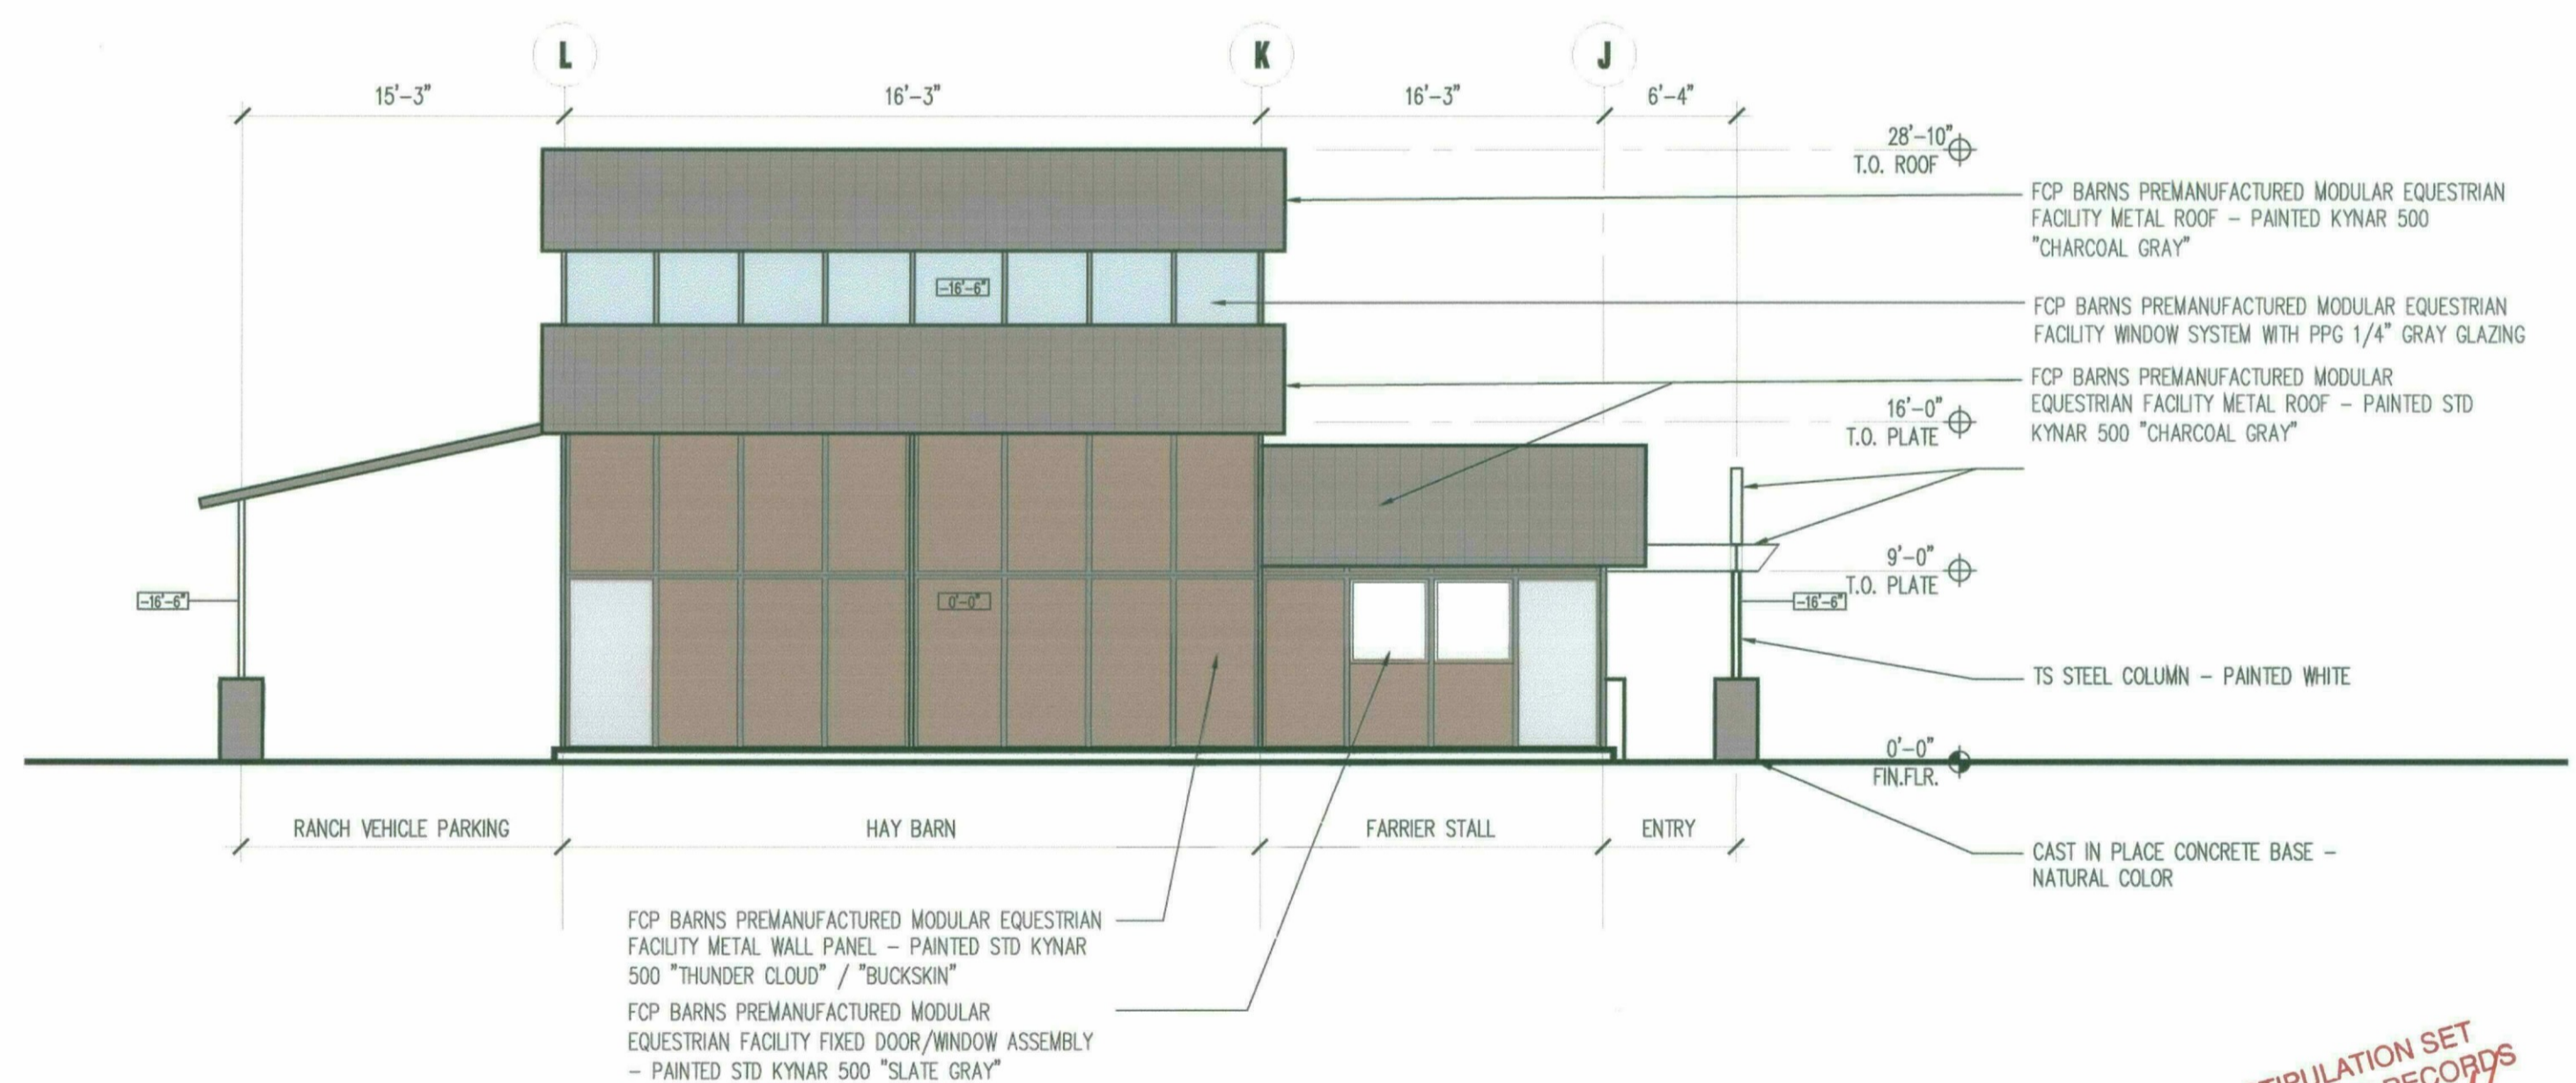 L K J
15'-3" 16'-3" 16'-3" 6'-4"
28'-10"
T.O. ROOF
FCP BARNS PREMANUFACTURED MODULAR EQUESTRIAN
FACILITY METAL ROOF – PAINTED KYNAR 500
"CHARCOAL GRAY"
-16'-6"
FCP BARNS PREMANUFACTURED MODULAR EQUESTRIAN
FACILITY WINDOW SYSTEM WITH PPG 1/4" GRAY GLAZING
FCP BARNS PREMANUFACTURED MODULAR
EQUESTRIAN FACILITY METAL ROOF – PAINTED STD
KYNAR 500 "CHARCOAL GRAY"
16'-0"
T.O. PLATE
9'-0"
T.O. PLATE
-16'-6" 0'-0" -16'-6"
TS STEEL COLUMN – PAINTED WHITE
0'-0"
FIN.FLR.
RANCH VEHICLE PARKING HAY BARN FARRIER STALL ENTRY
CAST IN PLACE CONCRETE BASE –
NATURAL COLOR
FCP BARNS PREMANUFACTURED MODULAR EQUESTRIAN
FACILITY METAL WALL PANEL – PAINTED STD KYNAR
500 "THUNDER CLOUD" / "BUCKSKIN"
FCP BARNS PREMANUFACTURED MODULAR
EQUESTRIAN FACILITY FIXED DOOR/WINDOW ASSEMBLY
– PAINTED STD KYNAR 500 "SLATE GRAY"
SET